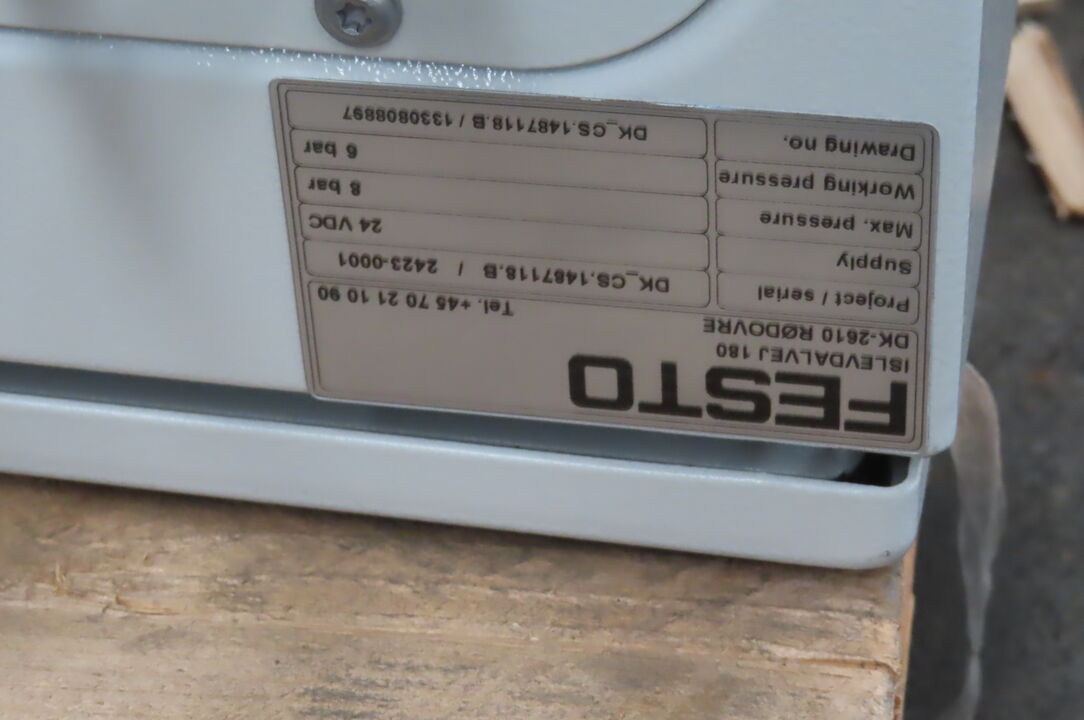 FESTO
ISLEVDALVEJ 180
DK-2610 RØDOVRE
Tel. +45 70 21 10 90
Project / serial DK_CS.1487118.B / 2423-0001
Supply 24 VDC
Max. pressure 8 bar
Working pressure 6 bar
Drawing no. DK_CS.1487118.B / 1330808897